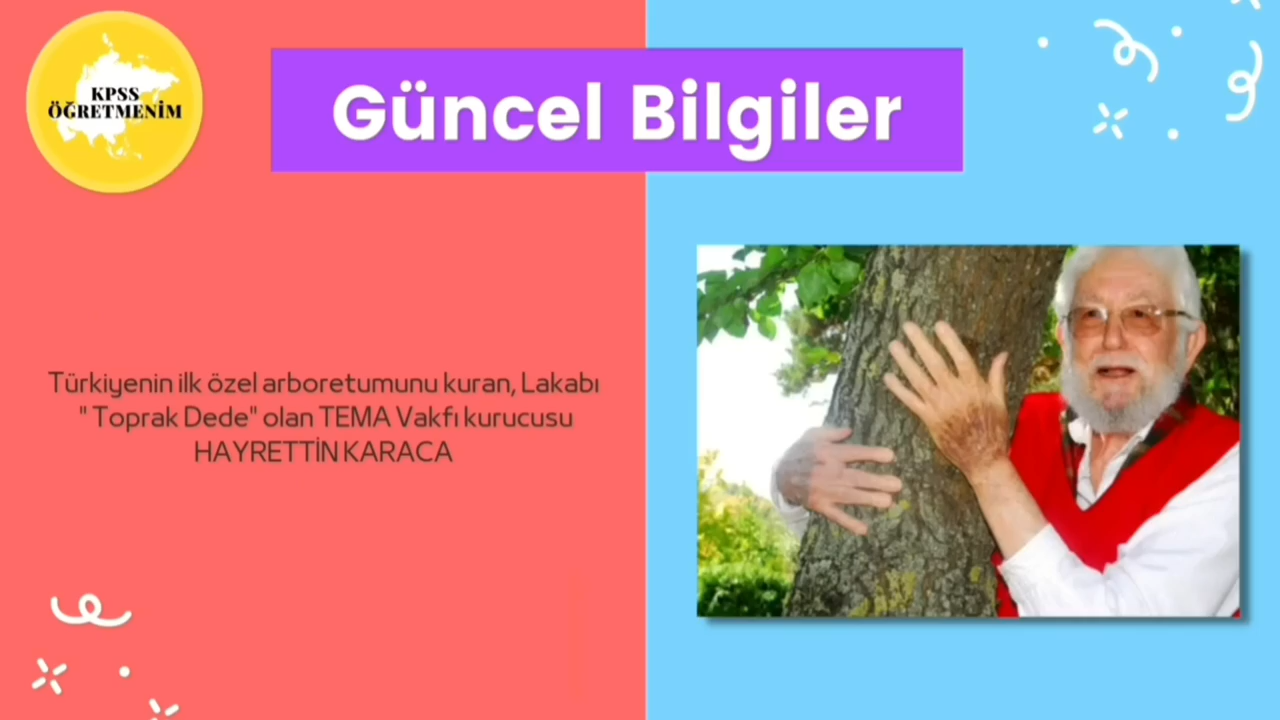 KPSS
ÖĞRETMENİM
Güncel Bilgiler
Türkiyenin ilk özel arboretumunu kuran, Lakabı
" Toprak Dede" olan TEMA Vakfı kurucusu
HAYRETTİN KARACA